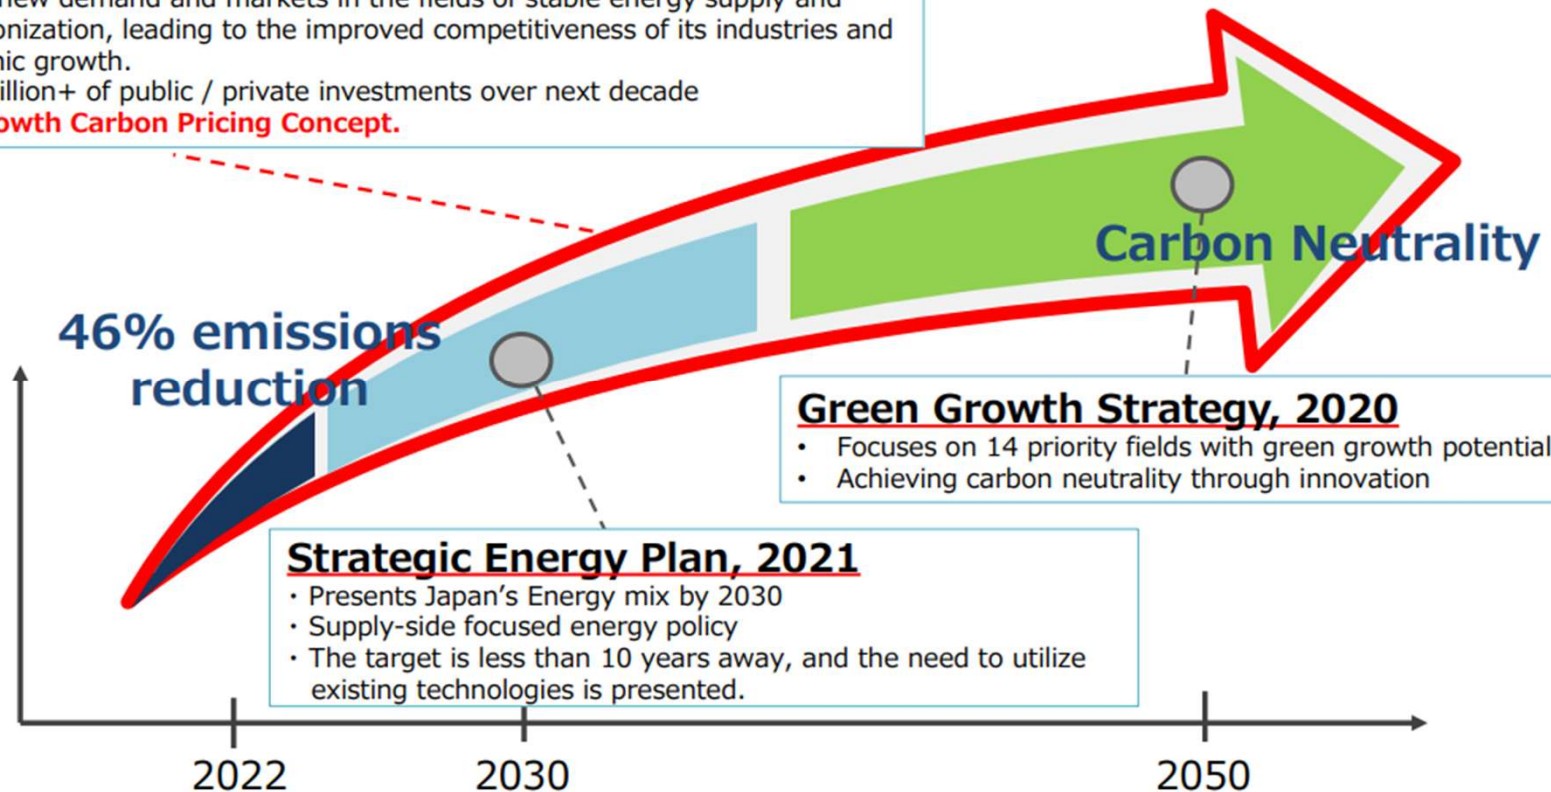 new demand and markets in the fields of stable energy supply and
onization, leading to the improved competitiveness of its industries and
nic growth.
illion+ of public / private investments over next decade
owth Carbon Pricing Concept.
Carbon Neutrality
46% emissions
reduction
Green Growth Strategy, 2020
• Focuses on 14 priority fields with green growth potential
• Achieving carbon neutrality through innovation
Strategic Energy Plan, 2021
・Presents Japan's Energy mix by 2030
・Supply-side focused energy policy
・The target is less than 10 years away, and the need to utilize
existing technologies is presented.
2022
2030
2050